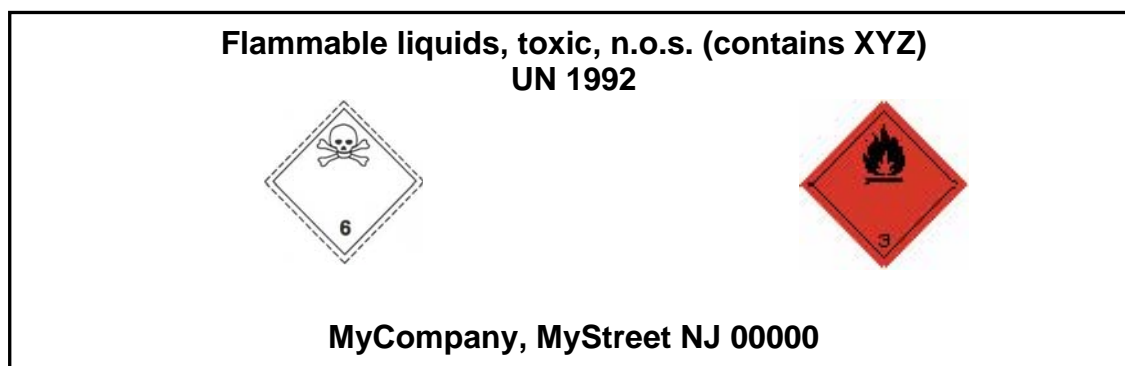 Flammable liquids, toxic, n.o.s. (contains XYZ)
UN 1992
6
3
MyCompany, MyStreet NJ 00000